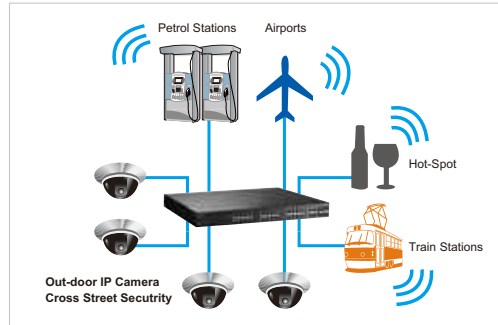 Petrol Stations
Airports
Hot-Spot
Train Stations
Out-door IP Camera
Cross Street Secutrity